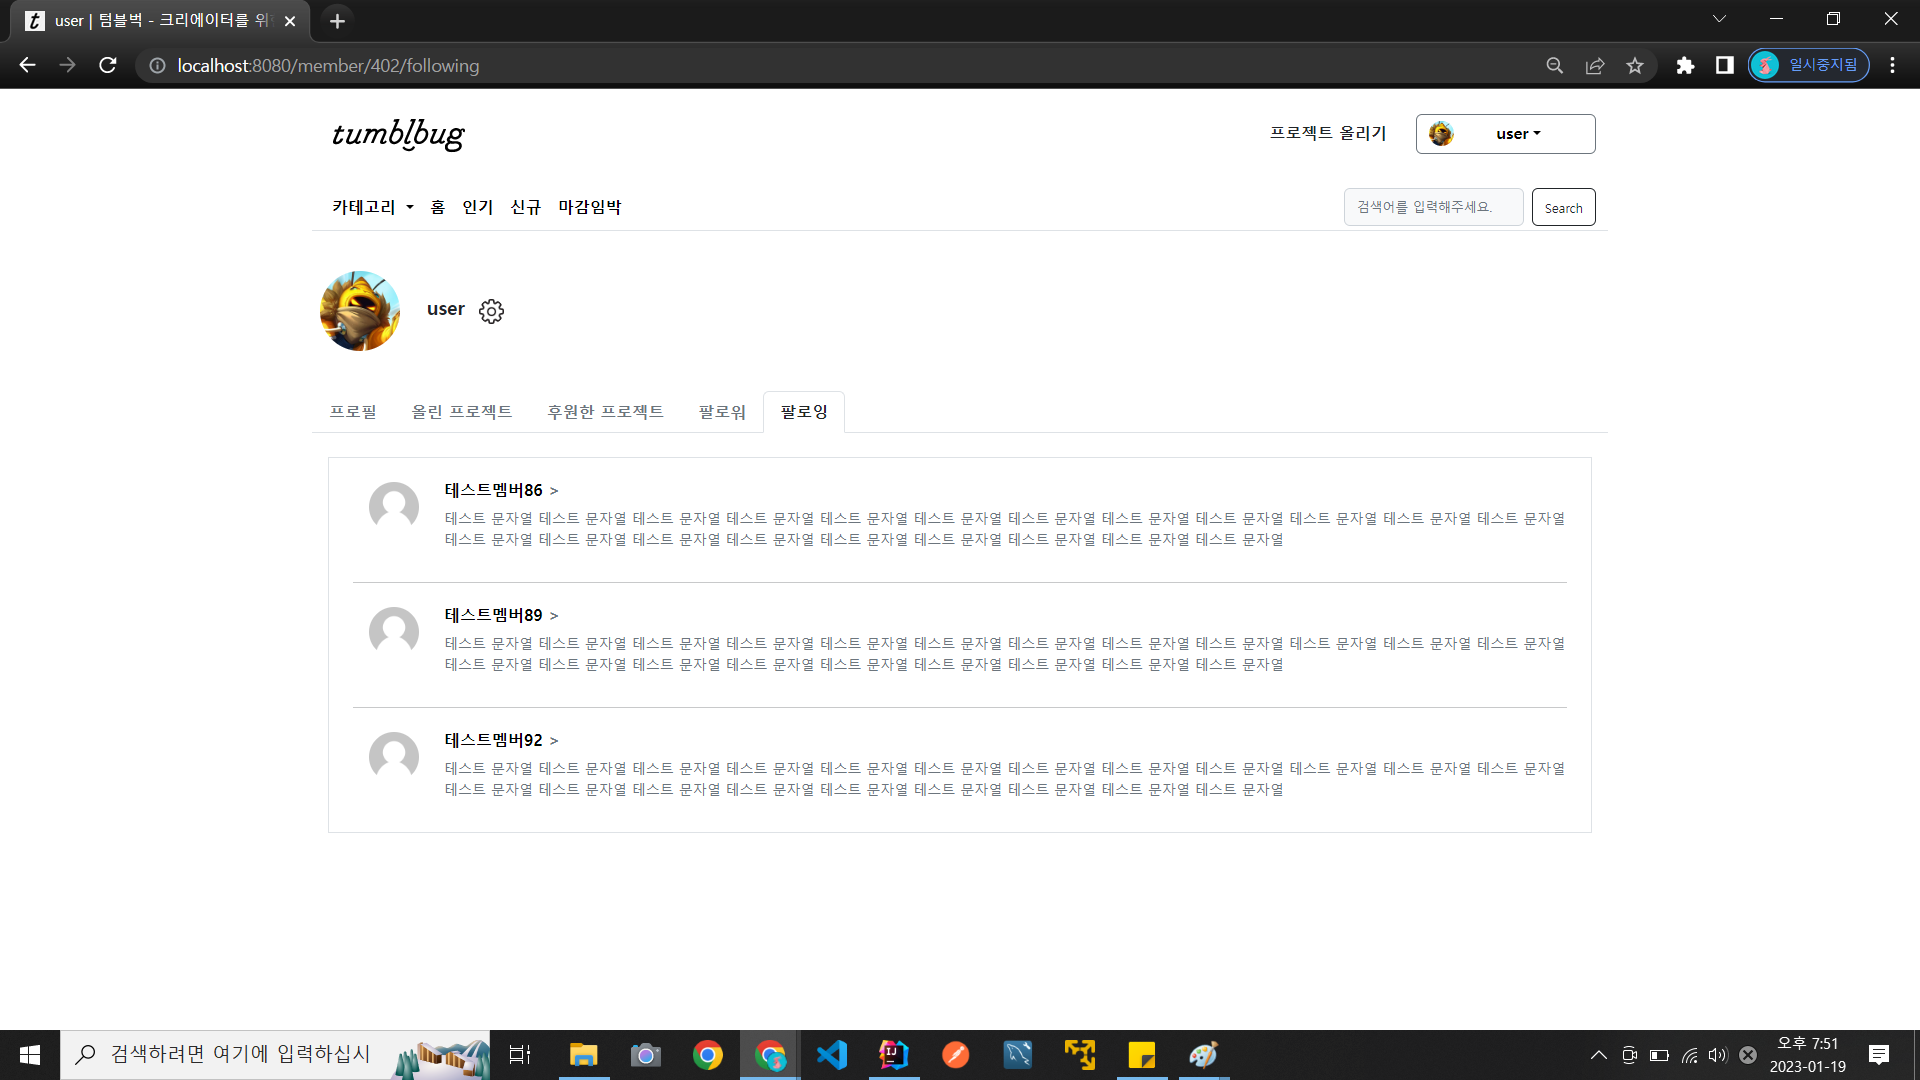 user | 텀블벅 - 크리에이터를 위
localhost:8080/member/402/following
일시중지됨
tumblbug
프로젝트 올리기
user
카테고리 홈 인기 신규 마감임박
검색어를 입력해주세요.
Search
user
프로필 올린 프로젝트 후원한 프로젝트 팔로워 팔로잉
테스트멤버86 >
테스트 문자열 테스트 문자열 테스트 문자열 테스트 문자열 테스트 문자열 테스트 문자열 테스트 문자열 테스트 문자열 테스트 문자열 테스트 문자열 테스트 문자열 테스트 문자열
테스트 문자열 테스트 문자열 테스트 문자열 테스트 문자열 테스트 문자열 테스트 문자열 테스트 문자열 테스트 문자열 테스트 문자열
테스트멤버89 >
테스트 문자열 테스트 문자열 테스트 문자열 테스트 문자열 테스트 문자열 테스트 문자열 테스트 문자열 테스트 문자열 테스트 문자열 테스트 문자열 테스트 문자열 테스트 문자열
테스트 문자열 테스트 문자열 테스트 문자열 테스트 문자열 테스트 문자열 테스트 문자열 테스트 문자열 테스트 문자열 테스트 문자열
테스트멤버92 >
테스트 문자열 테스트 문자열 테스트 문자열 테스트 문자열 테스트 문자열 테스트 문자열 테스트 문자열 테스트 문자열 테스트 문자열 테스트 문자열 테스트 문자열 테스트 문자열
테스트 문자열 테스트 문자열 테스트 문자열 테스트 문자열 테스트 문자열 테스트 문자열 테스트 문자열 테스트 문자열 테스트 문자열
검색하려면 여기에 입력하십시
오후 7:51
2023-01-19